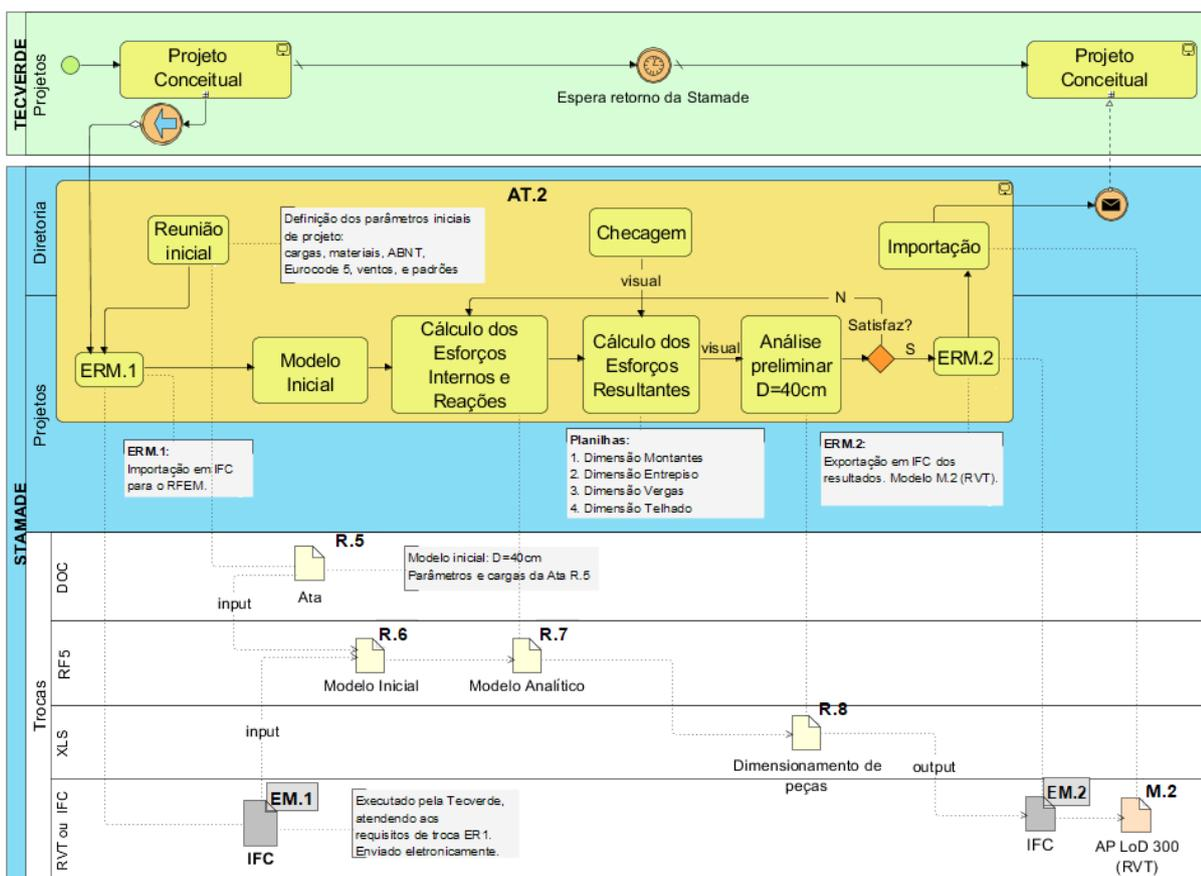 TECVERDE
Projetos
Projeto
Conceitual
Espera retorno da Stamade
Projeto
Conceitual
STAMADE
Diretoria
AT.2
Reunião
inicial
Definição dos parâmetros iniciais
de projeto:
cargas, materiais, ABNT,
Eurocode 5, ventos, e padrões
Checagem
visual
Importação
Projetos
ERM.1
Modelo
Inicial
Cálculo dos
Esforços
Internos e
Reações
Cálculo dos
Esforços
Resultantes
visual
Análise
preliminar
D=40cm
N
Satisfaz?
S
ERM.2
ERM.1:
Importação em IFC
para o RFEM.
Planilhas:
1. Dimensão Montantes
2. Dimensão Entrepiso
3. Dimensão Vergas
4. Dimensão Telhado
ERM.2:
Exportação em IFC dos
resultados. Modelo M.2 (RVT).
Trocas
DOC
R.5
Ata
Modelo inicial: D=40cm
Parâmetros e cargas da Ata R.5
input
RF5
R.6
Modelo Inicial
R.7
Modelo Analítico
XLS
input
R.8
Dimensionamento de
peças
output
RVT ou IFC
EM.1
IFC
Executado pela Tecverde,
atendendo aos
requisitos de troca ER1.
Enviado eletronicamente.
EM.2
IFC
M.2
AP LoD 300
(RVT)